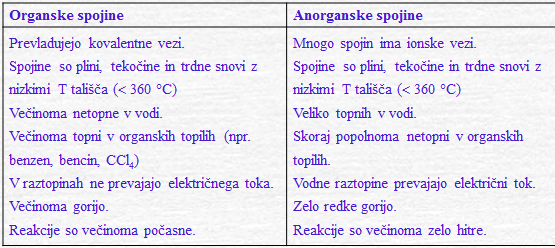 Organske spojine
Prevladujejo kovalentne vezi.
Spojine so plini, tekočine in trdne snovi z
nizkimi T tališča (< 360 °C)
Večinoma netopne v vodi.
Večinoma topni v organskih topilih (npr.
benzen, bencin, CCl₄)
V raztopinah ne prevajajo električnega toka.
Večinoma gorijo.
Reakcije so večinoma počasne.
Anorganske spojine
Mnogo spojin ima ionske vezi.
Spojine so plini, tekočine in trdne snovi z
nizkimi T tališča (< 360 °C)
Veliko topnih v vodi.
Skoraj popolnoma netopni v organskih
topilih.
Vodne raztopine prevajajo električni tok.
Zelo redke gorijo.
Reakcije so večinoma zelo hitre.